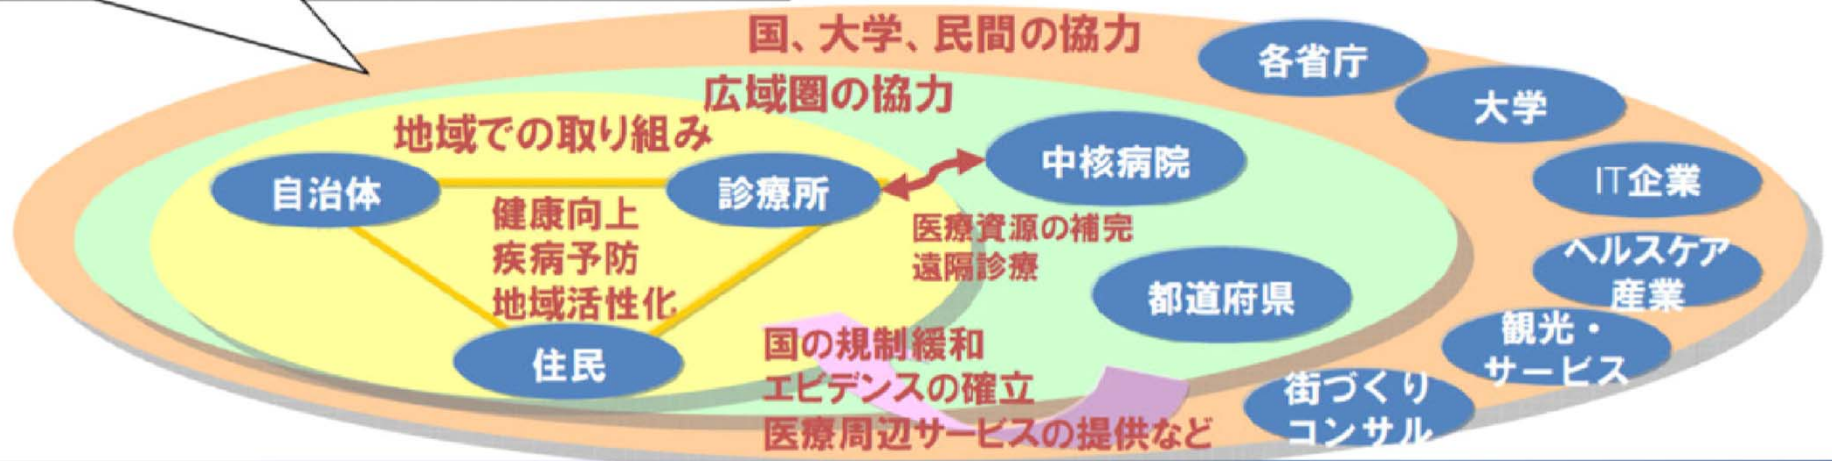 国、大学、民間の協力
各省庁
広域圏の協力
大学
地域での取り組み
中核病院
IT企業
自治体
診療所
健康向上
疾病予防
地域活性化
医療資源の補完
遠隔診療
ヘルスケア
産業
都道府県
観光・
サービス
住民
国の規制緩和
エビデンスの確立
医療周辺サービスの提供など
街づくり
コンサル